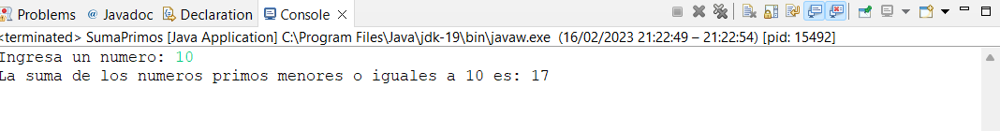 Problems @ Javadoc Declaration Console
<terminated> SumaPrimos [Java Application] C:\Program Files\Java\jdk-19\bin\javaw.exe (16/02/2023 21:22:49 – 21:22:54) [pid: 15492]
Ingresa un numero: 10
La suma de los numeros primos menores o iguales a 10 es: 17